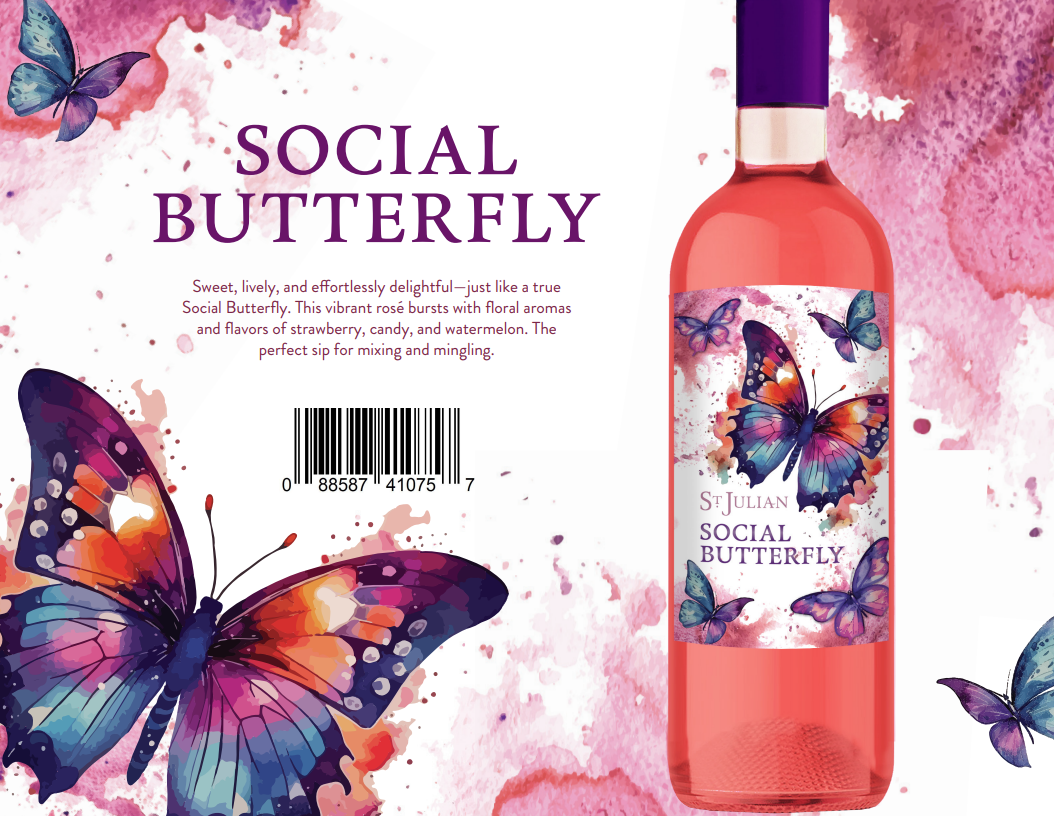 SOCIAL
BUTTERFLY
Sweet, lively, and effortlessly delightful—just like a true
Social Butterfly. This vibrant rosé bursts with floral aromas
and flavors of strawberry, candy, and watermelon. The
perfect sip for mixing and mingling.
0 88587 41075 7
ST JULIAN
SOCIAL
BUTTERFLY